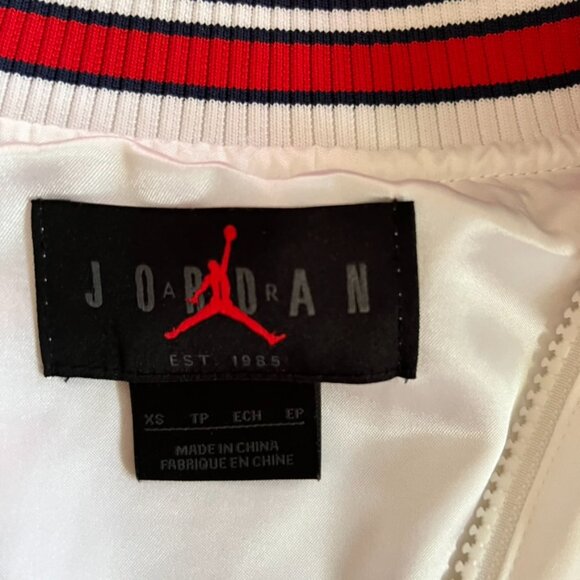 JORDAN
AIR
EST. 1985
XS TP ECH EP
MADE IN CHINA
FABRIQUE EN CHINE